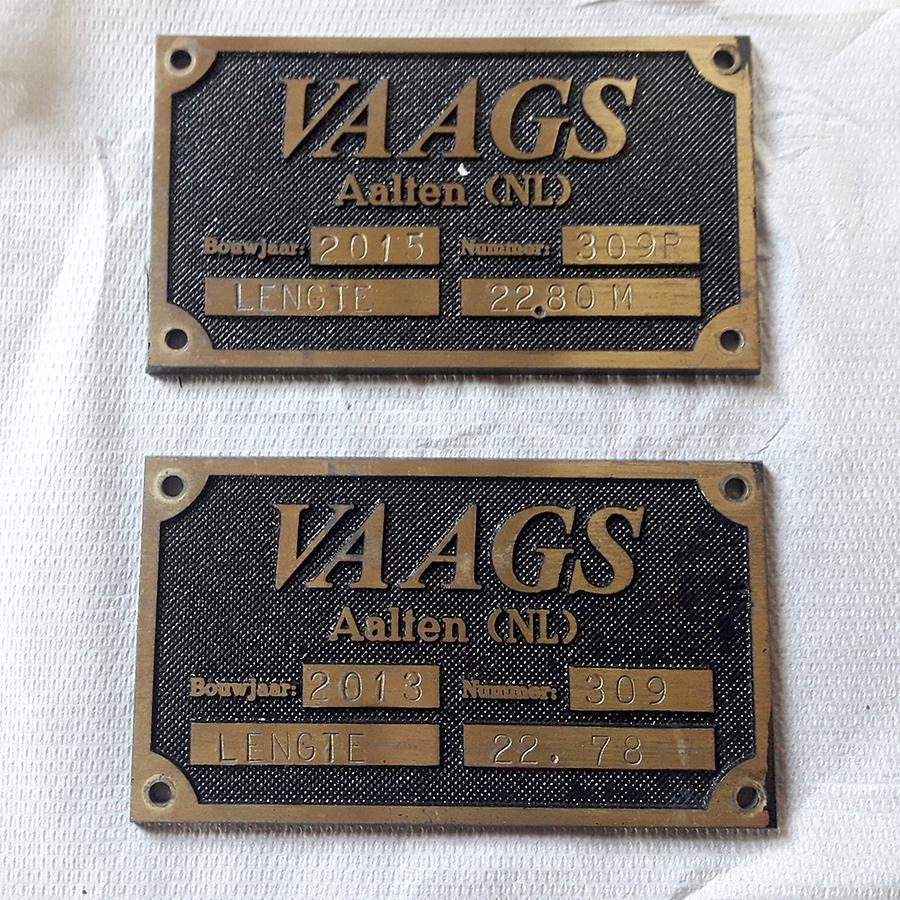 VAAGS
Aalten (NL)
Bouwjaar: 2015 Nummer: 309R
LENGTE 22.80 M
VAAGS
Aalten (NL)
Bouwjaar: 2013 Nummer: 309
LENGTE 22. 78